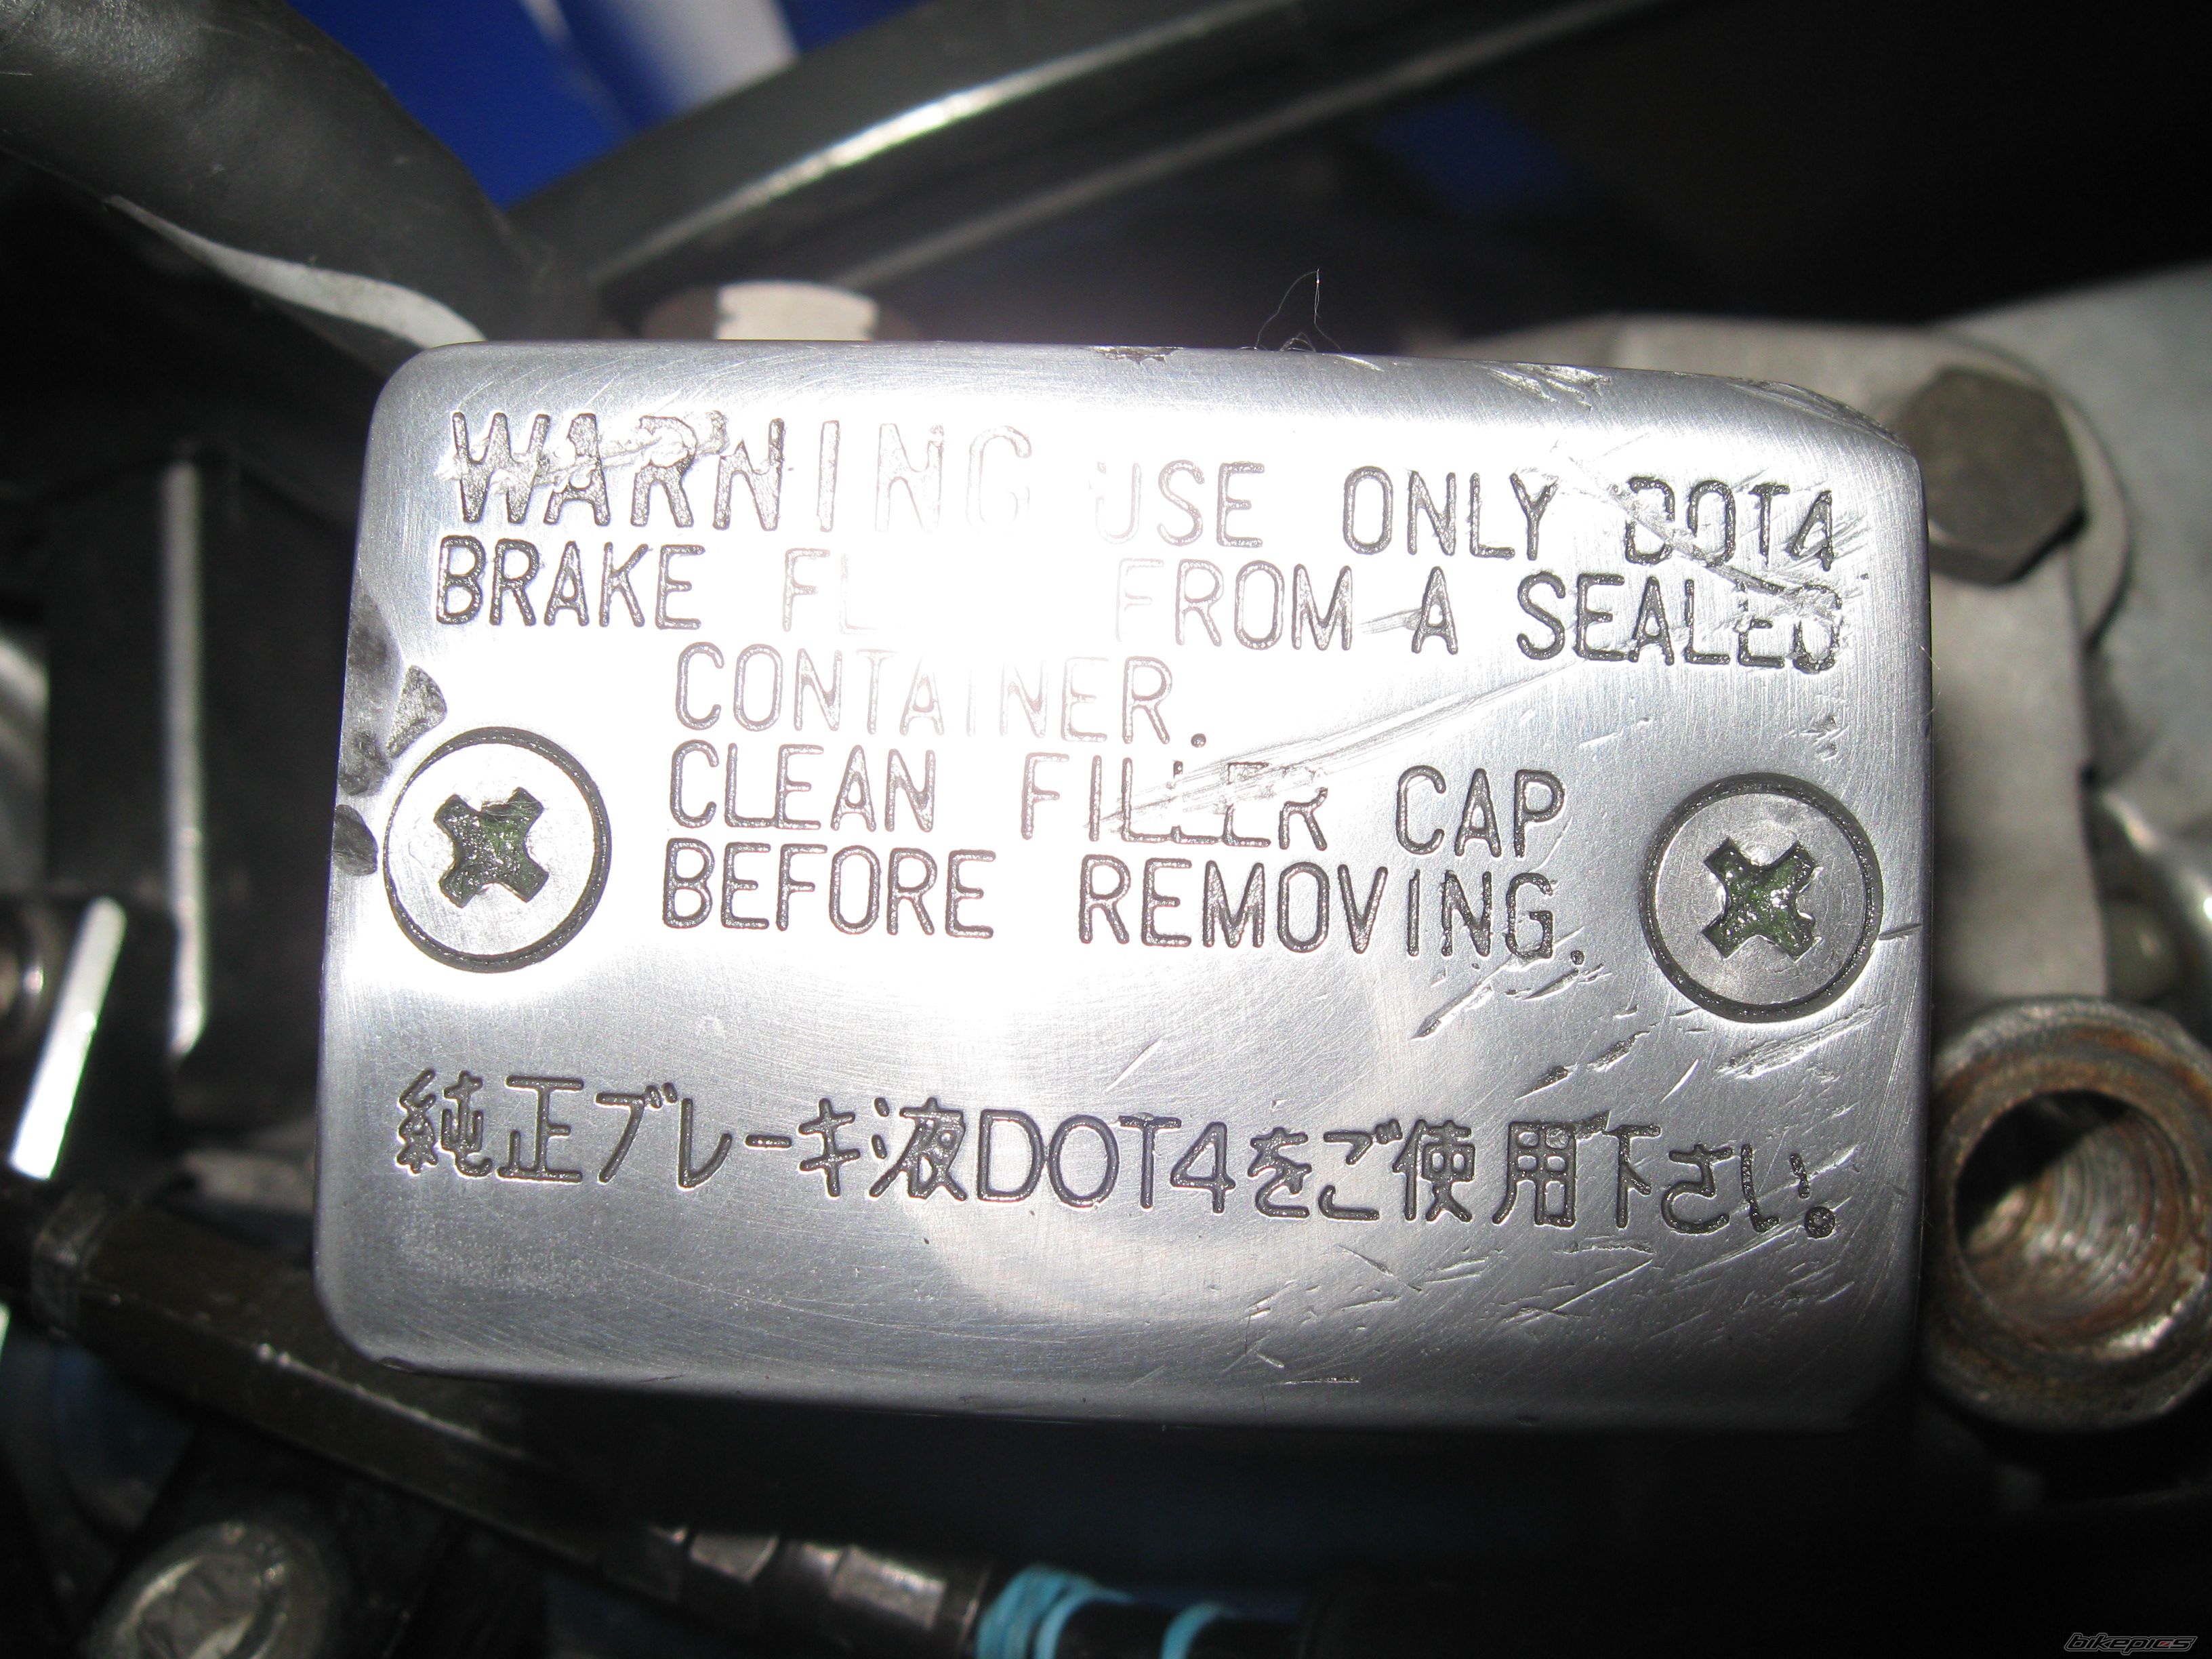 WARNING USE ONLY DOT4
BRAKE FROM A SEALED
CONTAINER.
CLEAN FILLER CAP
BEFORE REMOVING.
純正ブレーキ液DOT4をご使用下さい。
bikepics